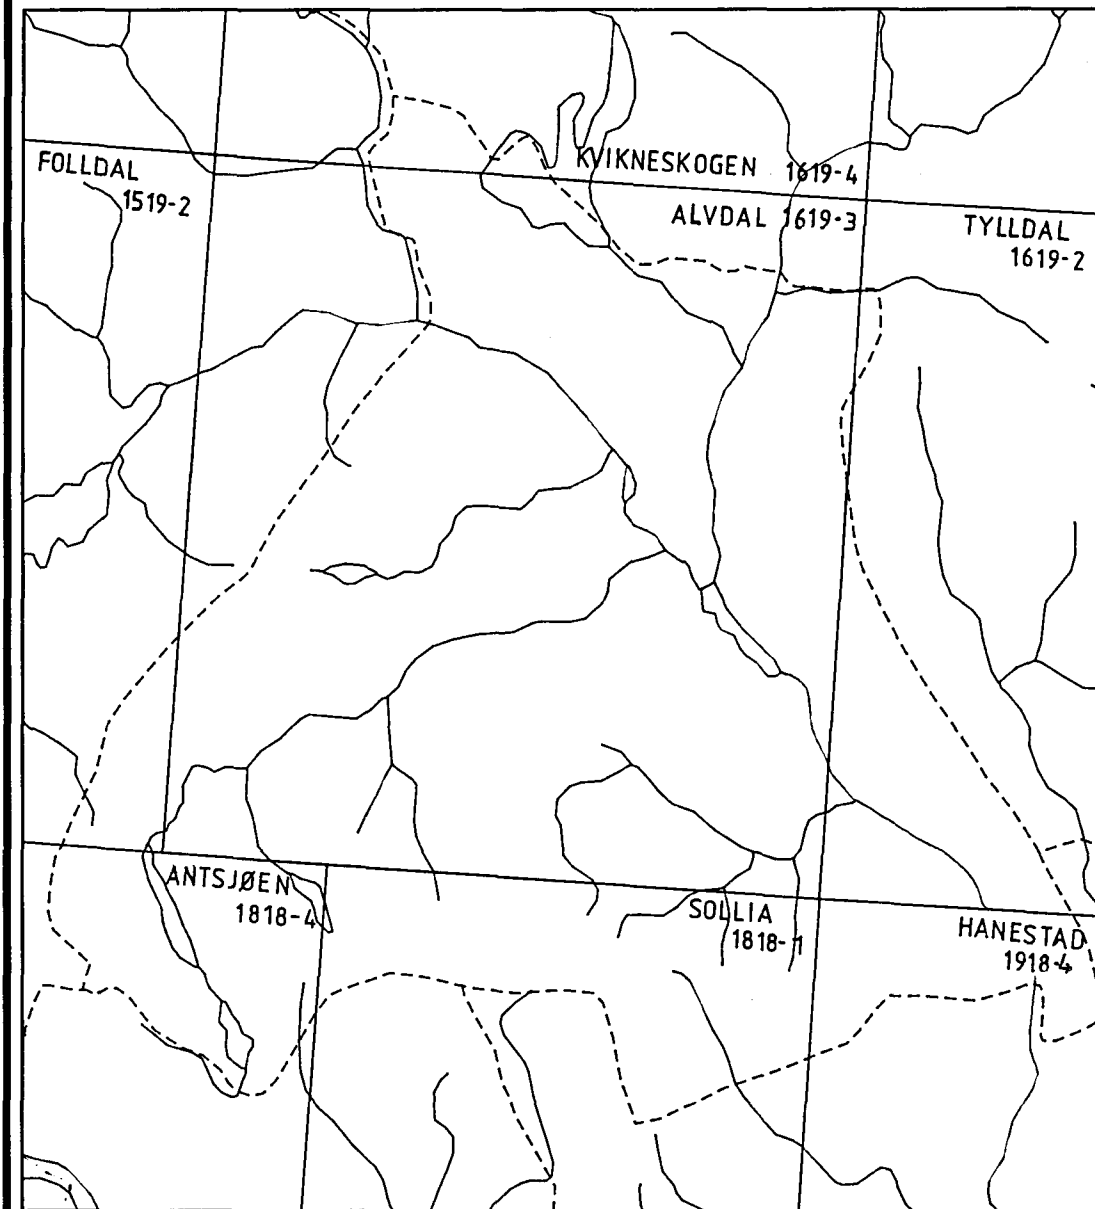 FOLLDAL
1519-2
KVIKNESKOGEN 1619-4
ALVDAL 1619-3
TYLLDAL
1619-2
ANTSJØEN
1818-4
SOLLIA
1818-1
HANESTAD
1918-4